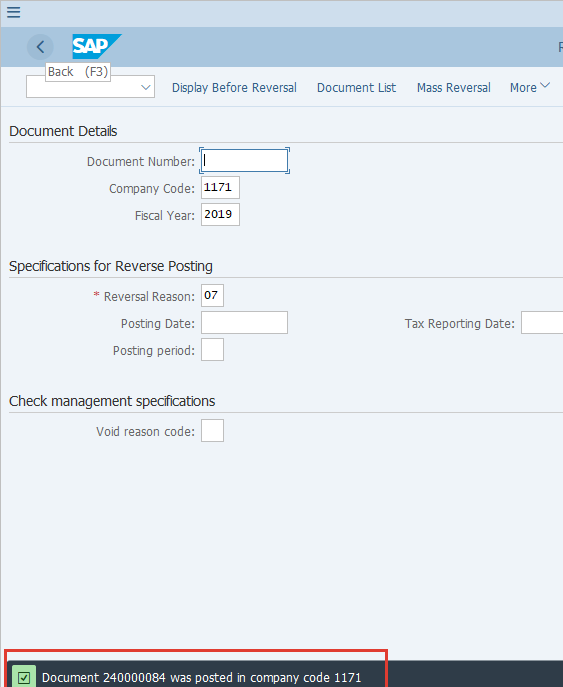 SAP
Back (F3)
Display Before Reversal Document List Mass Reversal More
Document Details
Document Number:
Company Code: 1171
Fiscal Year: 2019
Specifications for Reverse Posting
* Reversal Reason: 07
Posting Date: Tax Reporting Date:
Posting period:
Check management specifications
Void reason code:
Document 240000084 was posted in company code 1171